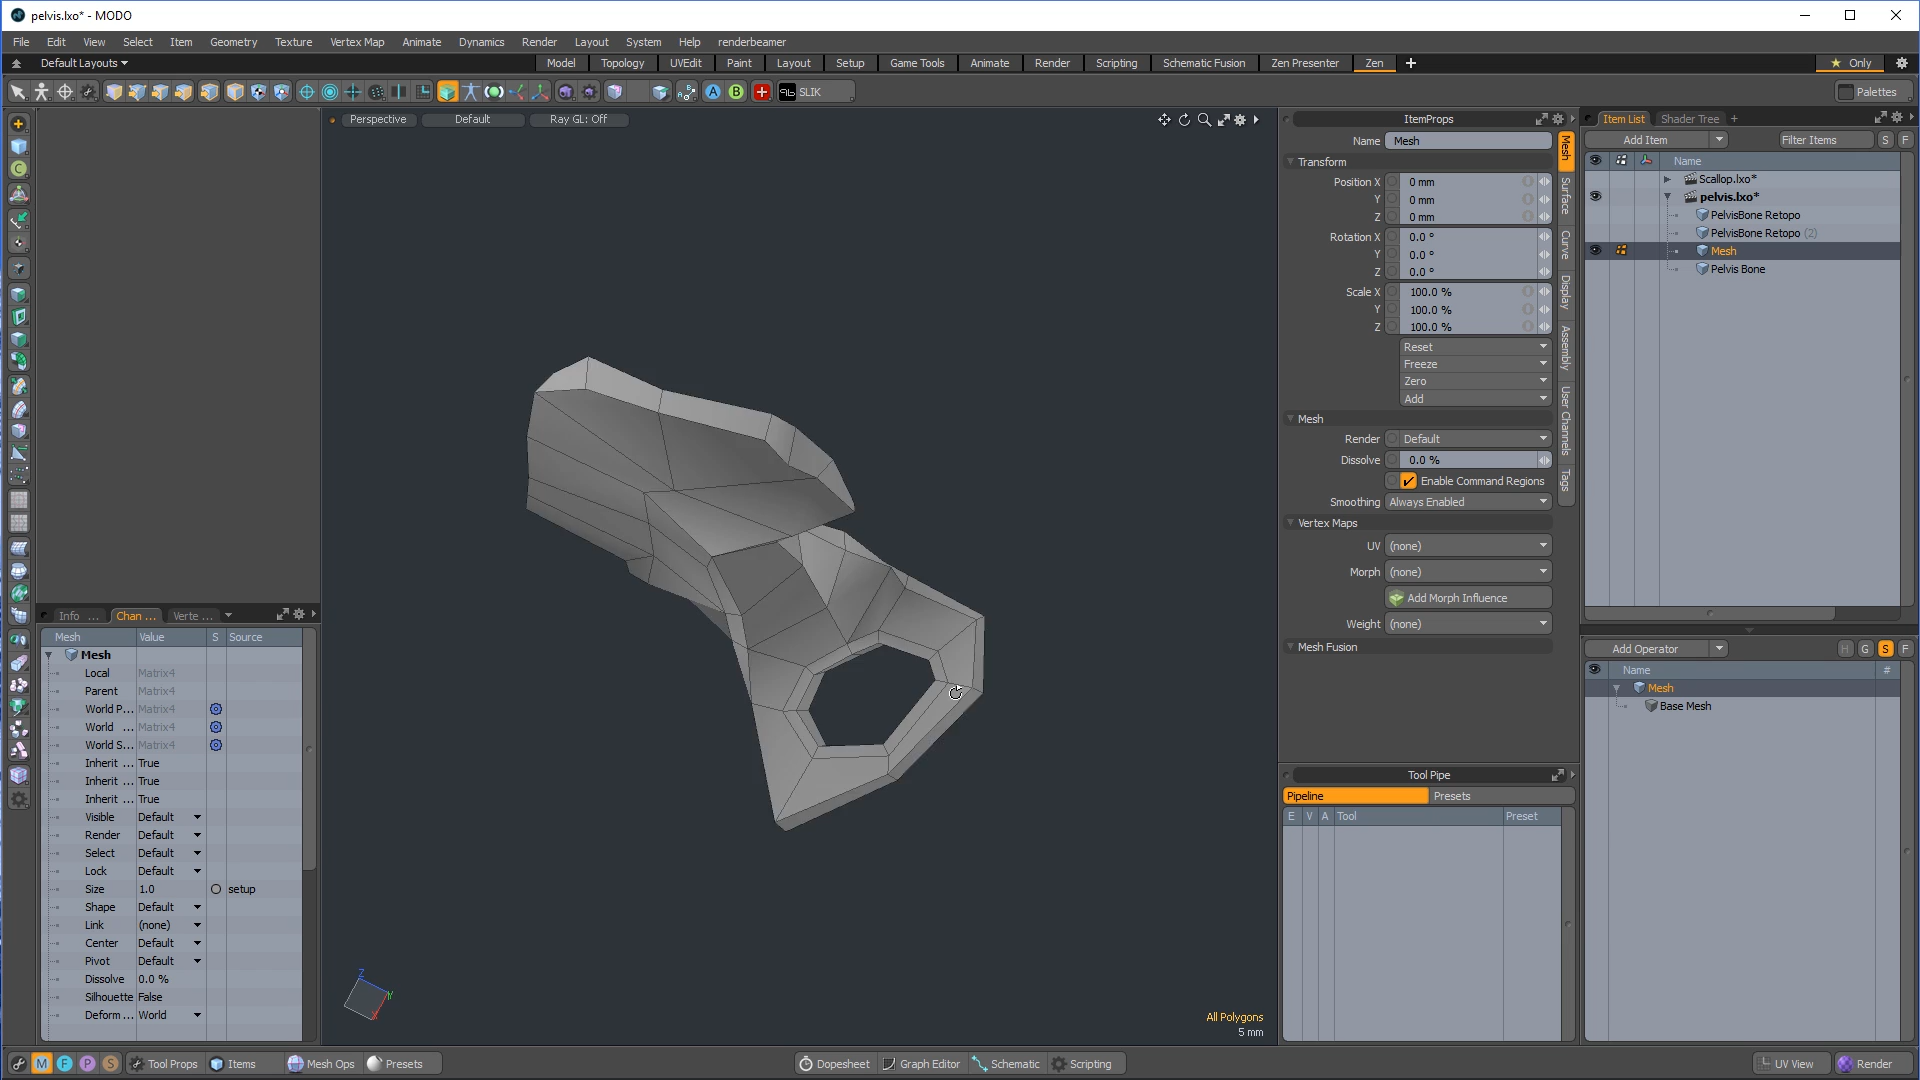 pelvis.lxo* - MODO
File Edit View Select Item Geometry Texture Vertex Map Animate Dynamics Render Layout System Help renderbeamer
Default Layouts
Model Topology UVEdit Paint Layout Setup Game Tools Animate Render Scripting Schematic Fusion Zen Presenter Zen
Only
A B SLIK
Palettes
Perspective Default Ray GL: Off
ItemProps
Name Mesh
Transform
Position X 0 mm
Y 0 mm
Z 0 mm
Rotation X 0.0 °
Y 0.0 °
Z 0.0 °
Scale X 100.0 %
Y 100.0 %
Z 100.0 %
Reset
Freeze
Zero
Add
Mesh
Render Default
Dissolve 0.0 %
Enable Command Regions
Smoothing Always Enabled
Vertex Maps
UV (none)
Morph (none)
Add Morph Influence
Weight (none)
Mesh Fusion
Mesh
Surface
Curve
Display
Assembly
User Channels
Tags
Item List Shader Tree
Add Item Filter Items S F
Name
Scallop.lxo*
pelvis.lxo*
PelvisBone Retopo
PelvisBone Retopo (2)
Mesh
Pelvis Bone
Add Operator H G S F
Name #
Mesh
Base Mesh
Tool Pipe
Pipeline Presets
E V A Tool Preset
Info ... Chan ... Verte ...
Mesh Value S Source
Mesh
Local Matrix4
Parent Matrix4
World P... Matrix4
World ... Matrix4
World S... Matrix4
Inherit ... True
Inherit ... True
Inherit ... True
Visible Default
Render Default
Select Default
Lock Default
Size 1.0 setup
Shape Default
Link (none)
Center Default
Pivot Default
Dissolve 0.0 %
Silhouette False
Deform ... World
Z
Y
X
All Polygons
5 mm
M F P S Tool Props Items Mesh Ops Presets
Dopesheet Graph Editor Schematic Scripting
UV View Render